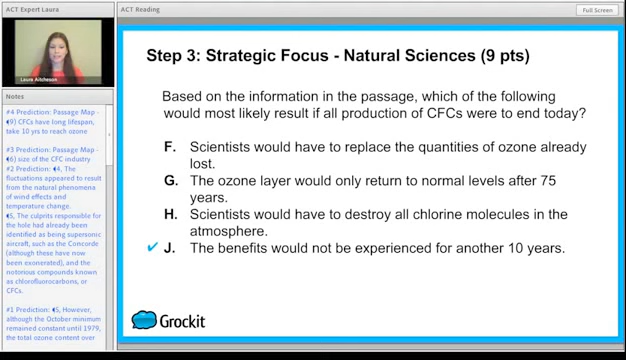 ACT Expert Laura
ACT Reading
Full Screen
Laura Aitcheson
Notes
#4 Prediction: Passage Map -
¶9) CFCs have long lifespan,
take 10 yrs to reach ozone
#3 Prediction: Passage Map -
¶6) size of the CFC industry
#2 Prediction: ¶4, The
fluctuations appeared to result
from the natural phenomena
of wind effects and
temperature change.
¶5, The culprits responsible for
the hole had already been
identified as being supersonic
aircraft, such as the Concorde
(although these have now
been exonerated), and the
notorious compounds known
as chlorofluorocarbons, or
CFCs.
#1 Prediction: ¶5, However,
although the October minimum
remained constant until 1979,
the total ozone content over
Step 3: Strategic Focus - Natural Sciences (9 pts)
Based on the information in the passage, which of the following
would most likely result if all production of CFCs were to end today?
F. Scientists would have to replace the quantities of ozone already
lost.
G. The ozone layer would only return to normal levels after 75
years.
H. Scientists would have to destroy all chlorine molecules in the
atmosphere.
✓ J. The benefits would not be experienced for another 10 years.
Grockit